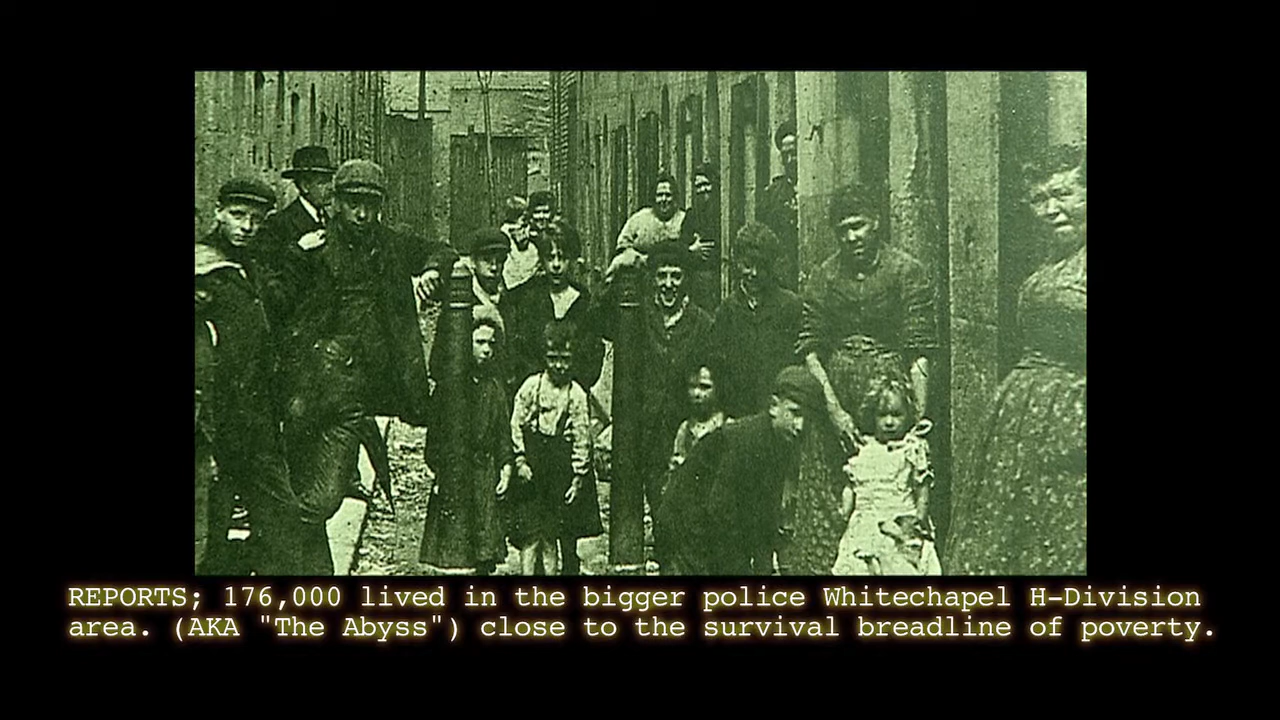 REPORTS; 176,000 lived in the bigger police Whitechapel H-Division
area. (AKA "The Abyss") close to the survival breadline of poverty.